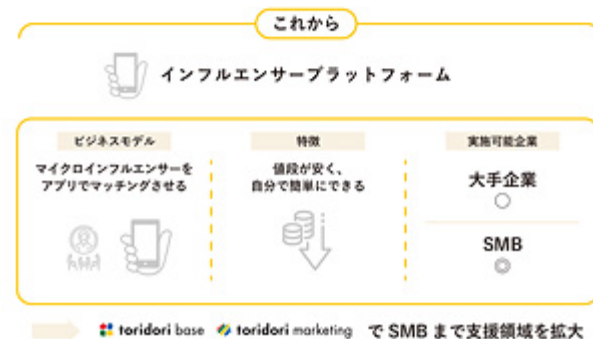 これから
インフルエンサープラットフォーム
ビジネスモデル
マイクロインフルエンサーを
アプリでマッチングさせる
特徴
値段が安く、
自分で簡単にできる
実施可能企業
大手企業
○
SMB
◎
toridori base toridori marketing で SMB まで支援領域を拡大